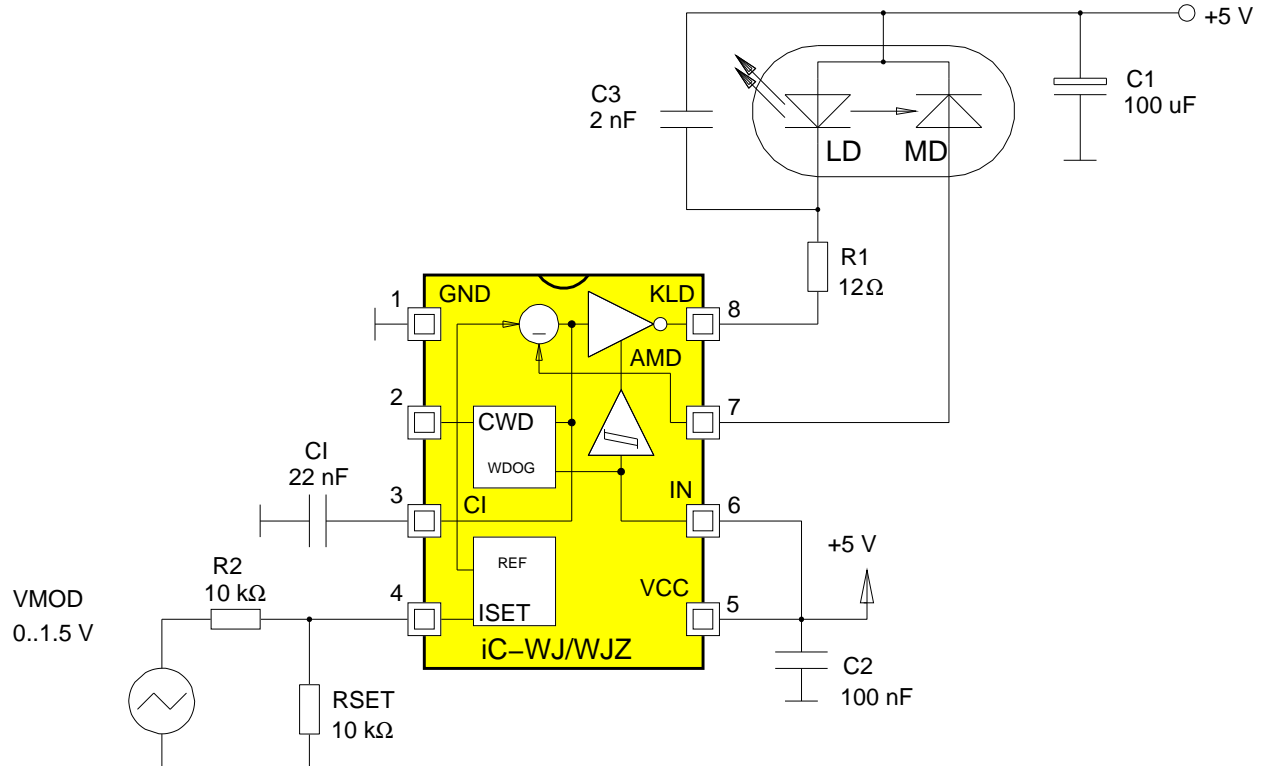 +5 V
C3
2 nF
C1
100 uF
LD MD
R1
12Ω
1 GND KLD 8
AMD
2 CWD 7
WDOG
CI
22 nF
3 CI IN 6
+5 V
REF
R2
10 kΩ
VMOD
0..1.5 V
4 ISET VCC 5
iC–WJ/WJZ
C2
100 nF
RSET
10 kΩ
–